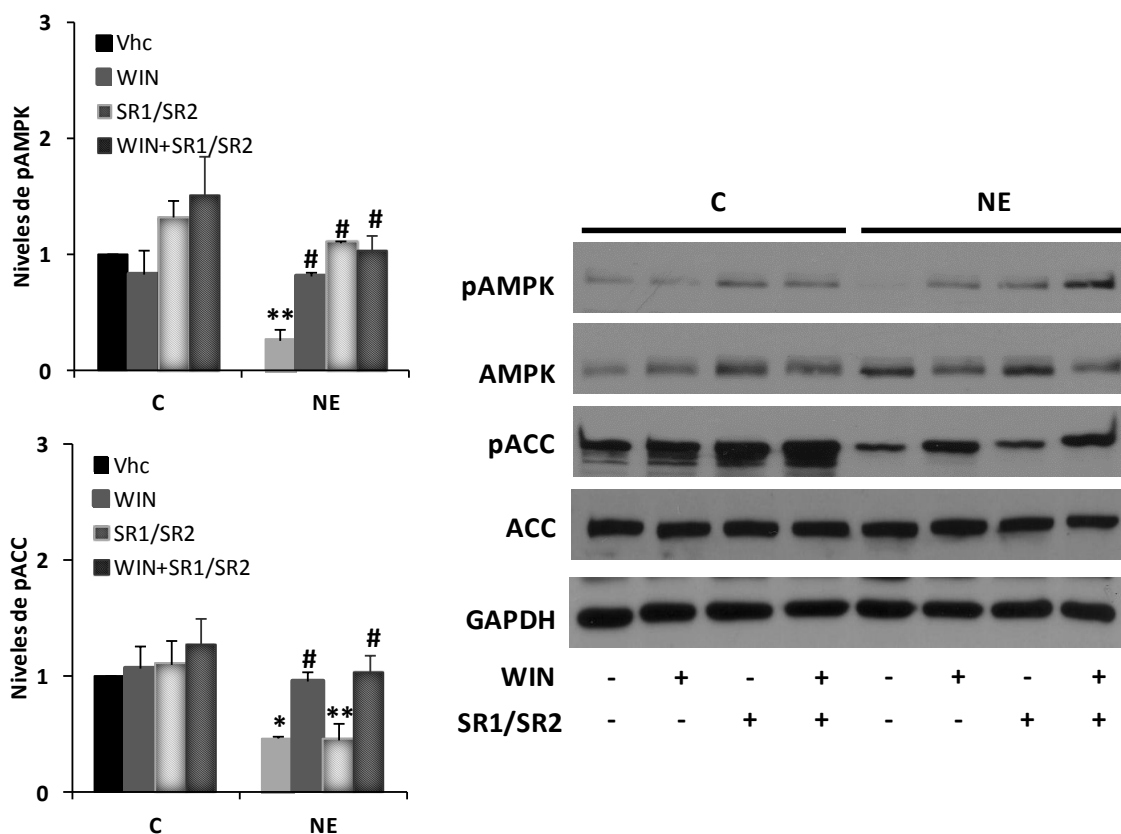 3
Vhc
WIN
SR1/SR2
WIN+SR1/SR2
2
1
0
Niveles de pAMPK
**
#
#
#
C
NE
3
Vhc
WIN
SR1/SR2
WIN+SR1/SR2
2
1
0
Niveles de pACC
*
#
**
#
C
NE
C NE
pAMPK
AMPK
pACC
ACC
GAPDH
WIN - + - + - + - +
SR1/SR2 - - + + - - + +